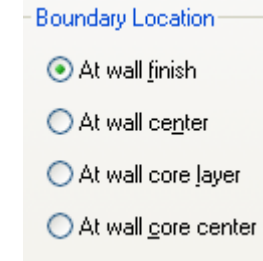 Boundary Location
At wall finish
At wall center
At wall core layer
At wall core center